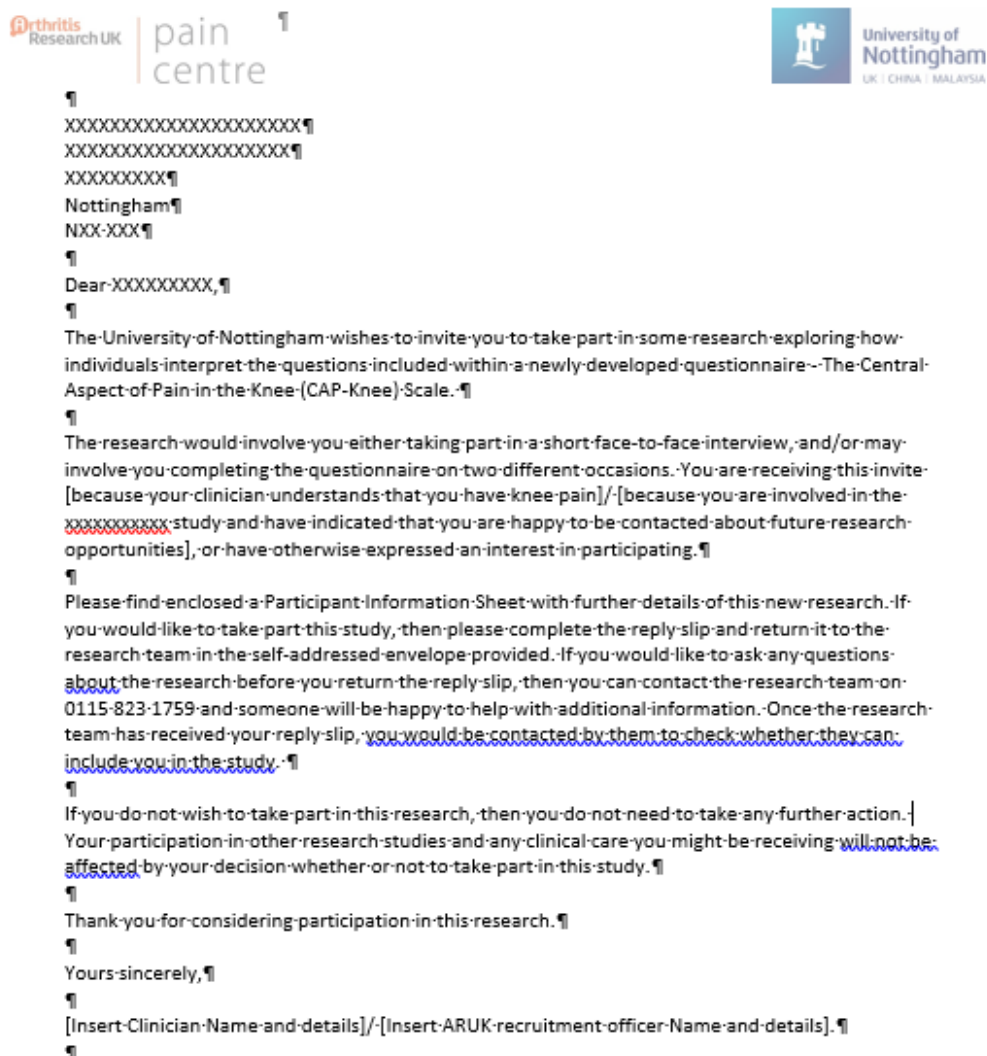 Arthritis
Research UK
pain
centre
¶
University of
Nottingham
UK | CHINA | MALAYSIA
¶
XXXXXXXXXXXXXXXXXXXXX¶
XXXXXXXXXXXXXXXXXXXX¶
XXXXXXXXX¶
Nottingham¶
NXX·XXX¶
¶
Dear·XXXXXXXXX,¶
¶
The·University·of·Nottingham·wishes·to·invite·you·to·take·part·in·some·research·exploring·how·
individuals·interpret·the·questions·included·within·a·newly·developed·questionnaire·-·The·Central·
Aspect·of·Pain·in·the·Knee·(CAP-Knee)·Scale.·¶
¶
The·research·would·involve·you·either·taking·part·in·a·short·face-to-face·interview,·and/or·may·
involve·you·completing·the·questionnaire·on·two·different·occasions.·You·are·receiving·this·invite·
[because·your·clinician·understands·that·you·have·knee·pain]/·[because·you·are·involved·in·the·
xxxxxxxxxxx·study·and·have·indicated·that·you·are·happy·to·be·contacted·about·future·research·
opportunities],·or·have·otherwise·expressed·an·interest·in·participating.¶
¶
Please·find·enclosed·a·Participant·Information·Sheet·with·further·details·of·this·new·research.·If·
you·would·like·to·take·part·this·study,·then·please·complete·the·reply·slip·and·return·it·to·the·
research·team·in·the·self-addressed·envelope·provided.·If·you·would·like·to·ask·any·questions·
about·the·research·before·you·return·the·reply·slip,·then·you·can·contact·the·research·team·on·
0115·823·1759·and·someone·will·be·happy·to·help·with·additional·information.·Once·the·research·
team·has·received·your·reply·slip,·you·would·be·contacted·by·them·to·check·whether·they·can·
include·you·in·the·study.·¶
¶
If·you·do·not·wish·to·take·part·in·this·research,·then·you·do·not·need·to·take·any·further·action.·
Your·participation·in·other·research·studies·and·any·clinical·care·you·might·be·receiving·will·not·be·
affected·by·your·decision·whether·or·not·to·take·part·in·this·study.¶
¶
Thank·you·for·considering·participation·in·this·research.¶
¶
Yours·sincerely,¶
¶
[Insert·Clinician·Name·and·details]/·[Insert·ARUK·recruitment·officer·Name·and·details].¶
¶